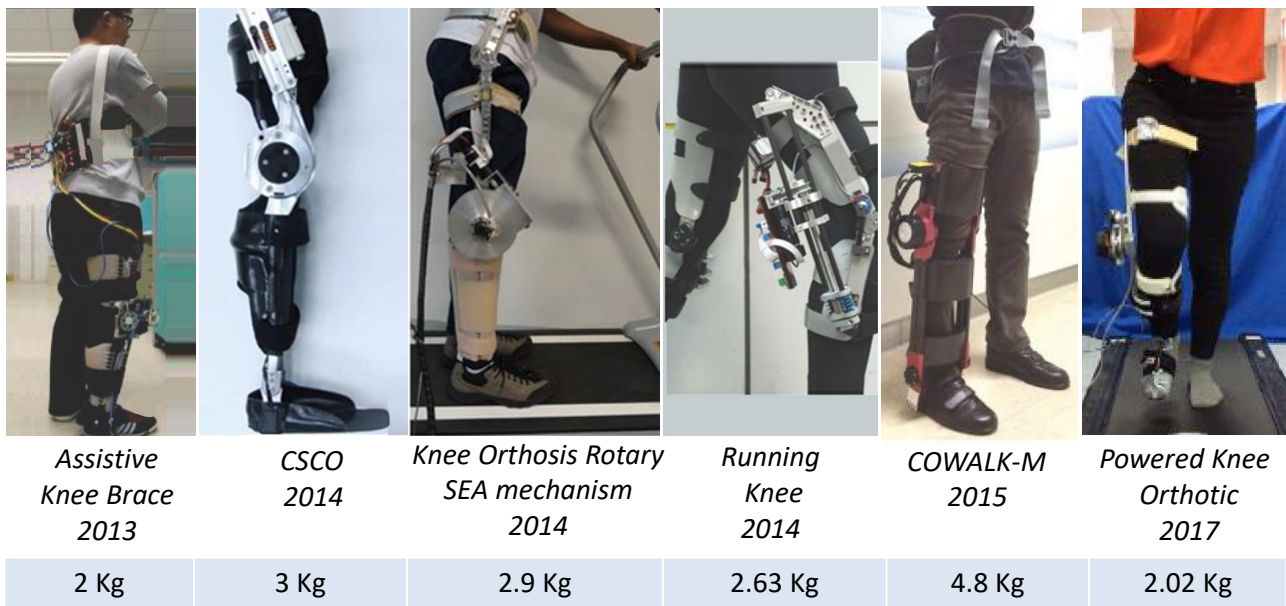 Assistive
Knee Brace
2013
CSCO
2014
Knee Orthosis Rotary
SEA mechanism
2014
Running
Knee
2014
COWALK-M
2015
Powered Knee
Orthotic
2017
2 Kg
3 Kg
2.9 Kg
2.63 Kg
4.8 Kg
2.02 Kg